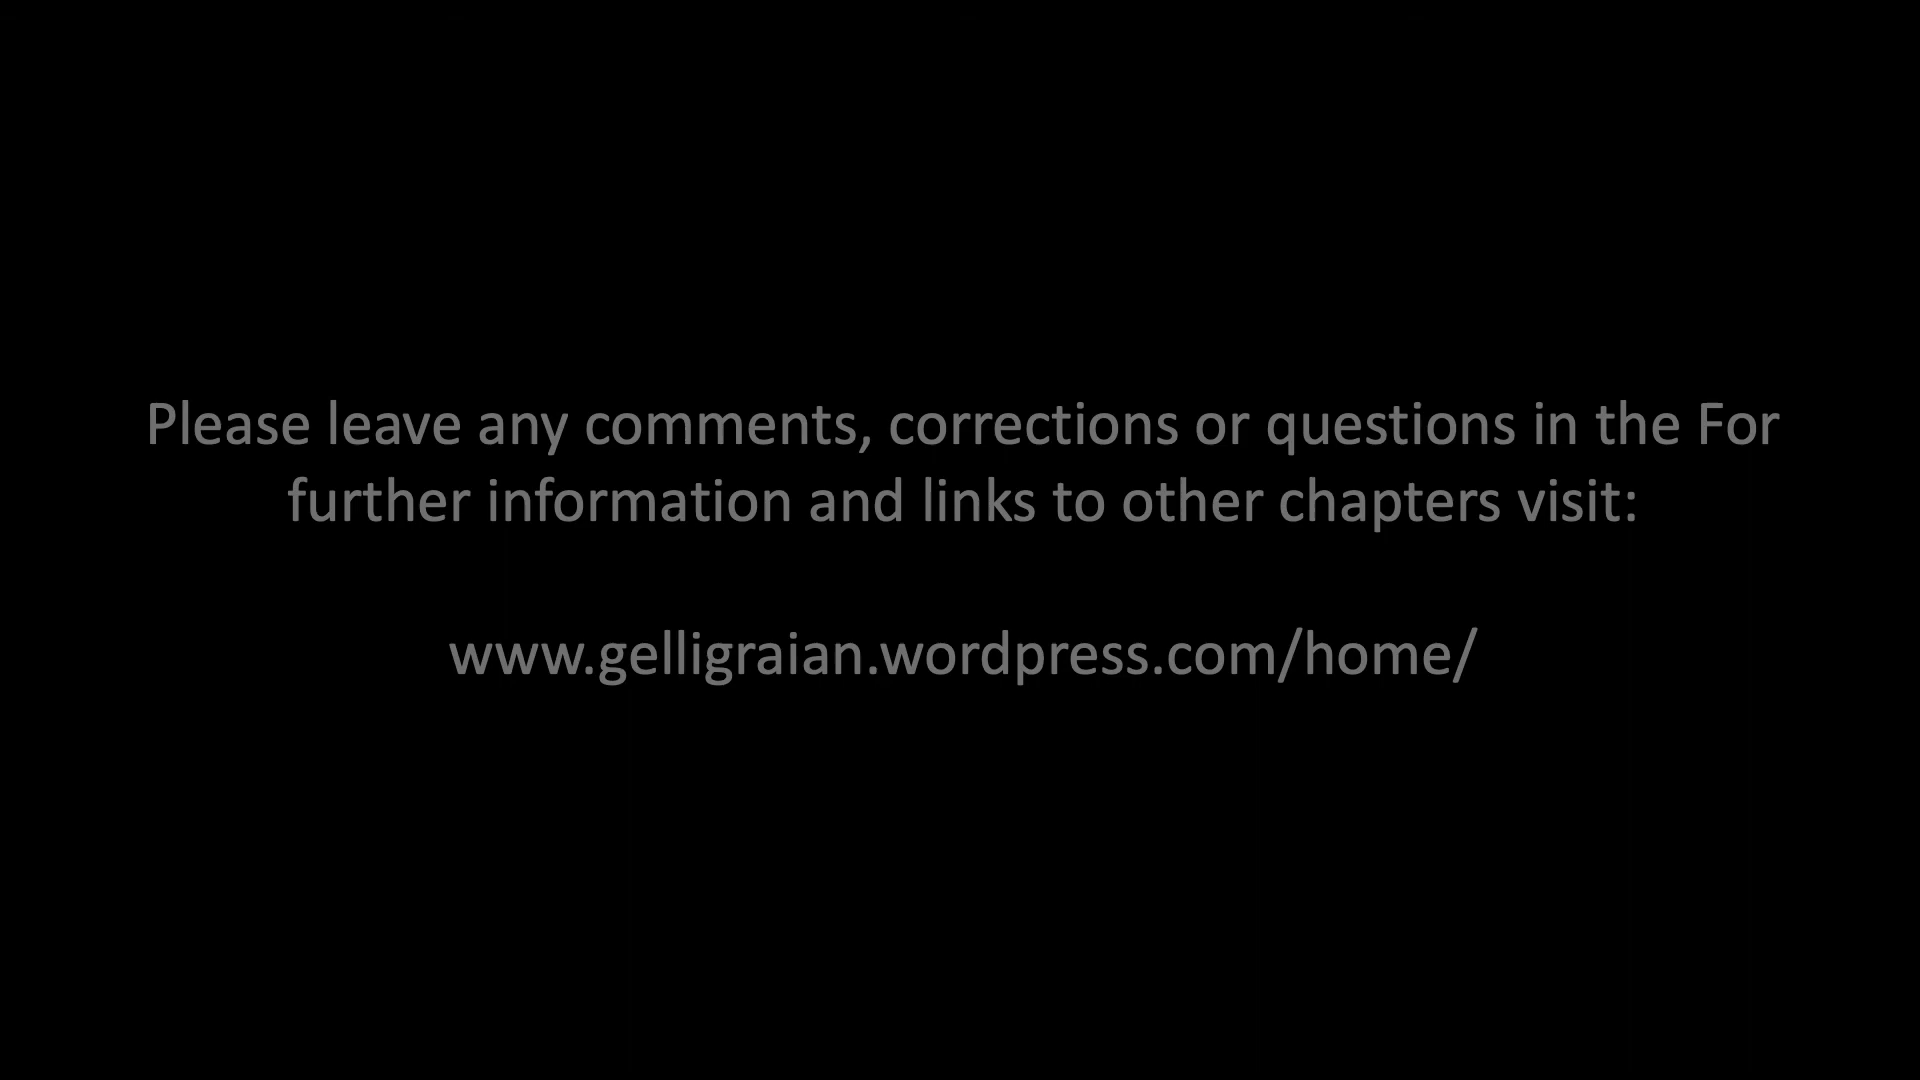 Please leave any comments, corrections or questions in the For
further information and links to other chapters visit:
www.gelligraian.wordpress.com/home/